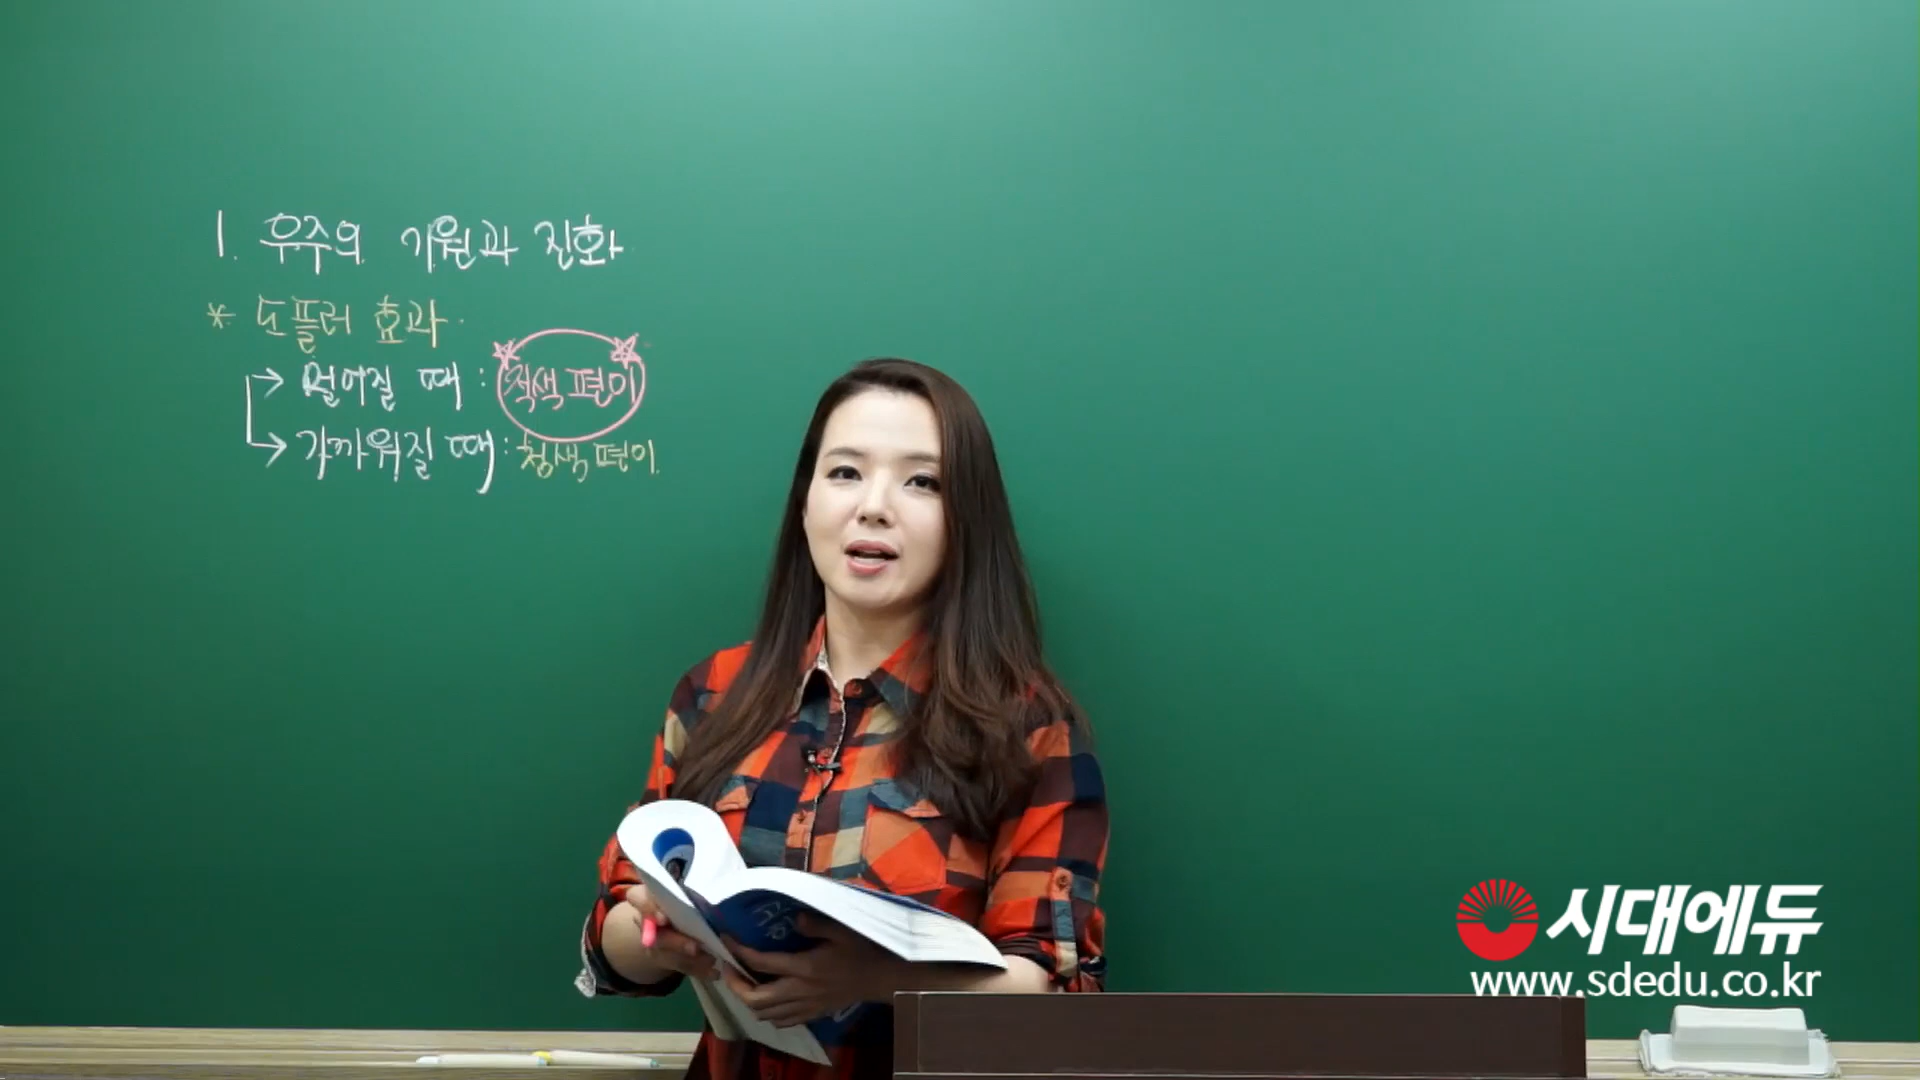 1. 우주의 기원과 진화
* 도플러 효과.
→ 멀어질 때 : 적색 편이
→ 가까워질 때 : 청색 편이.
시대에듀
www.sdedu.co.kr